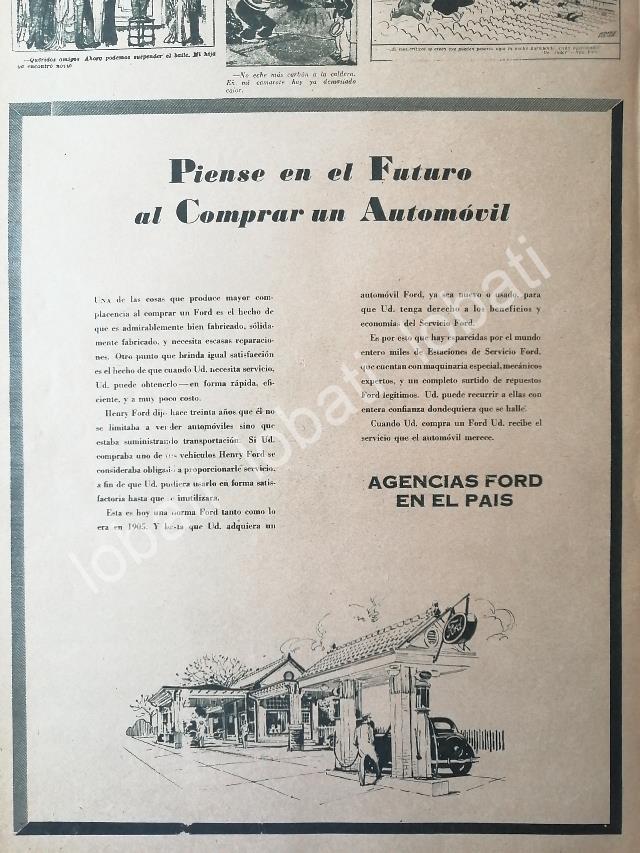 —Queridos amigos Ahora podemos suspender el baile. Mi hija
ya encontró novio
—No eche más carbón a la caldera.
En mi camarote hay ya demasiado
calor.
Piense en el Futuro
al Comprar un Automóvil
UNA de las cosas que produce mayor com-
placencia al comprar un Ford es el hecho de
que es admirablemente bien fabricado, sólida-
mente fabricado, y necesita escasas reparacio-
nes. Otro punto que brinda igual satisfacción
es el hecho de que cuando Ud. necesita servicio,
Ud. puede obtenerlo—en forma rápida, efi-
ciente, y a muy poco costo.
Henry Ford dijo hace treinta años que él no
se limitaba a vender automóviles sino que
estaba suministrando transportación. Si Ud.
compraba uno de sus vehículos Henry Ford se
consideraba obligado a proporcionarle servicio,
a fin de que Ud. pudiera usarlo en forma satis-
factoria hasta que se inutilizara.
Esta es hoy una norma Ford tanto como lo
era en 1905. Y hasta que Ud. adquiera un
automóvil Ford, ya sea nuevo o usado, para
que Ud. tenga derecho a los beneficios y
economías del Servicio Ford.
Es por esto que hay esparcidas por el mundo
entero miles de Estaciones de Servicio Ford,
que cuentan con maquinaria especial, mecánicos
expertos, y un completo surtido de repuestos
Ford legítimos. Ud. puede recurrir a ellas con
entera confianza dondequiera que se halle.
Cuando Ud. compra un Ford Ud. recibe el
servicio que el automóvil merece.
AGENCIAS FORD
EN EL PAIS
Ford
lobati lobati lobati